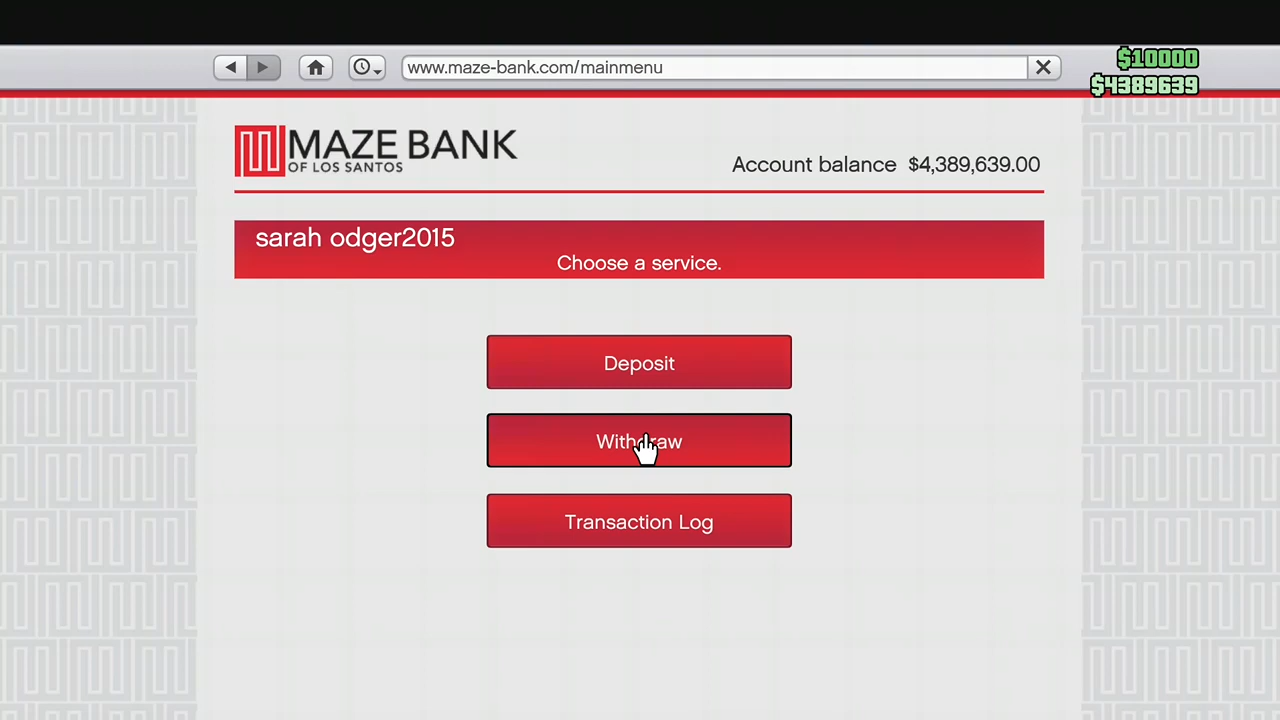 www.maze-bank.com/mainmenu
$10000
$4389639
MAZE BANK
OF LOS SANTOS
Account balance $4,389,639.00
sarah odger2015
Choose a service.
Deposit
Withdraw
Transaction Log